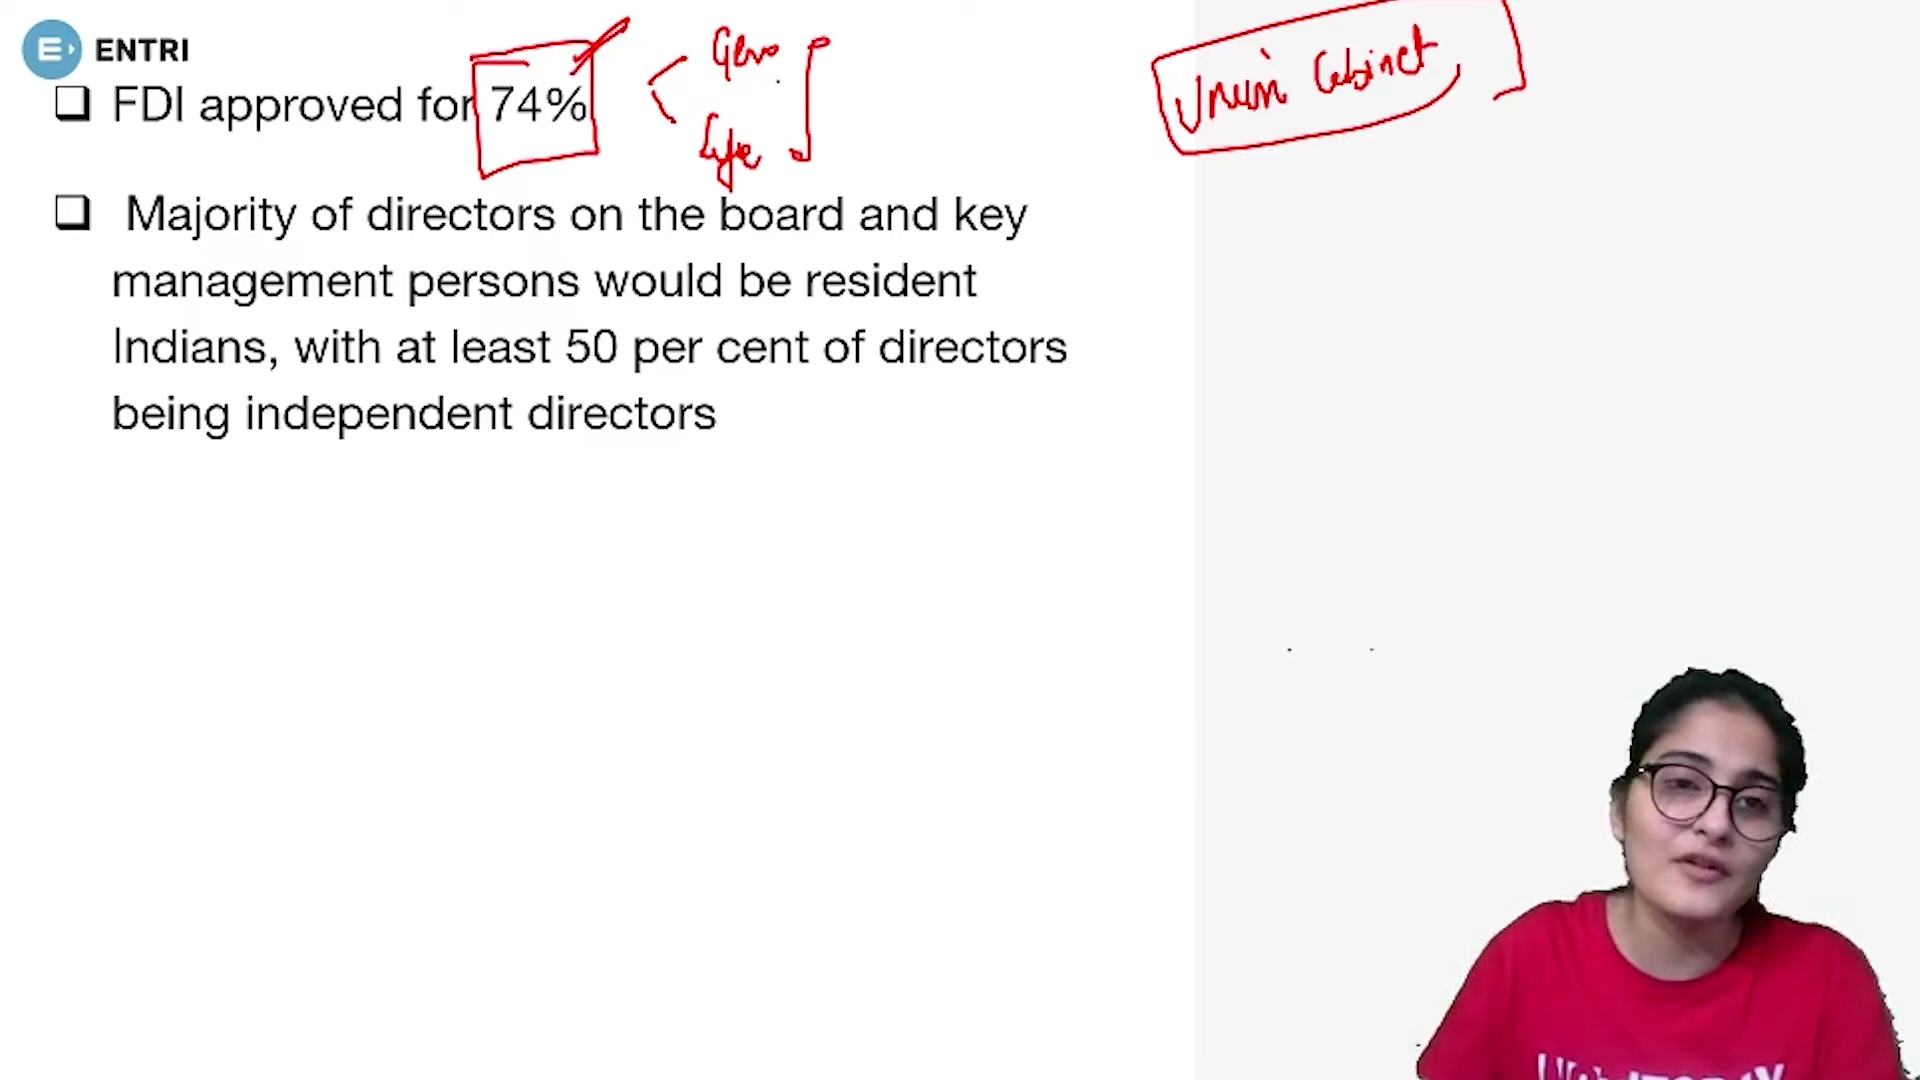 ENTRI
FDI approved for 74%
Gen
Life
Union Cabinet
Majority of directors on the board and key
management persons would be resident
Indians, with at least 50 per cent of directors
being independent directors